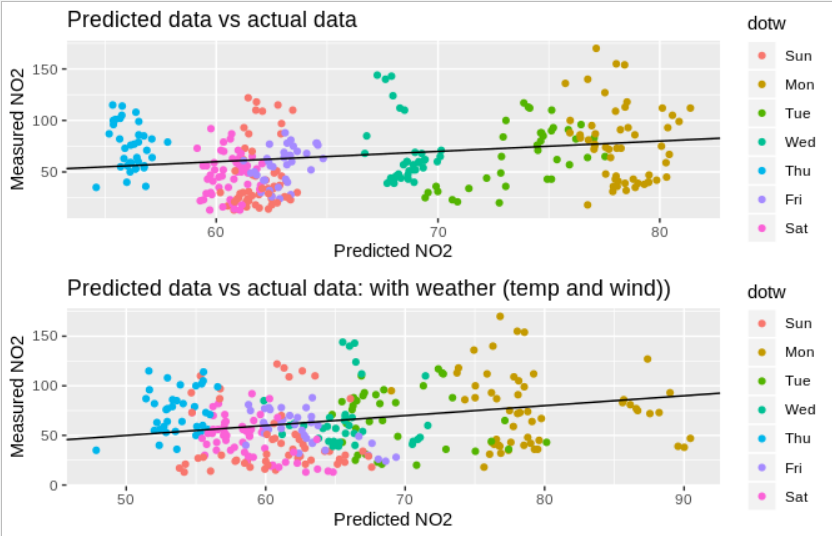 Predicted data vs actual data
Measured NO2
150
100
50
60
70
80
Predicted NO2
dotw
Sun
Mon
Tue
Wed
Thu
Fri
Sat
Predicted data vs actual data: with weather (temp and wind))
Measured NO2
150
100
50
0
50
60
70
80
90
Predicted NO2
dotw
Sun
Mon
Tue
Wed
Thu
Fri
Sat